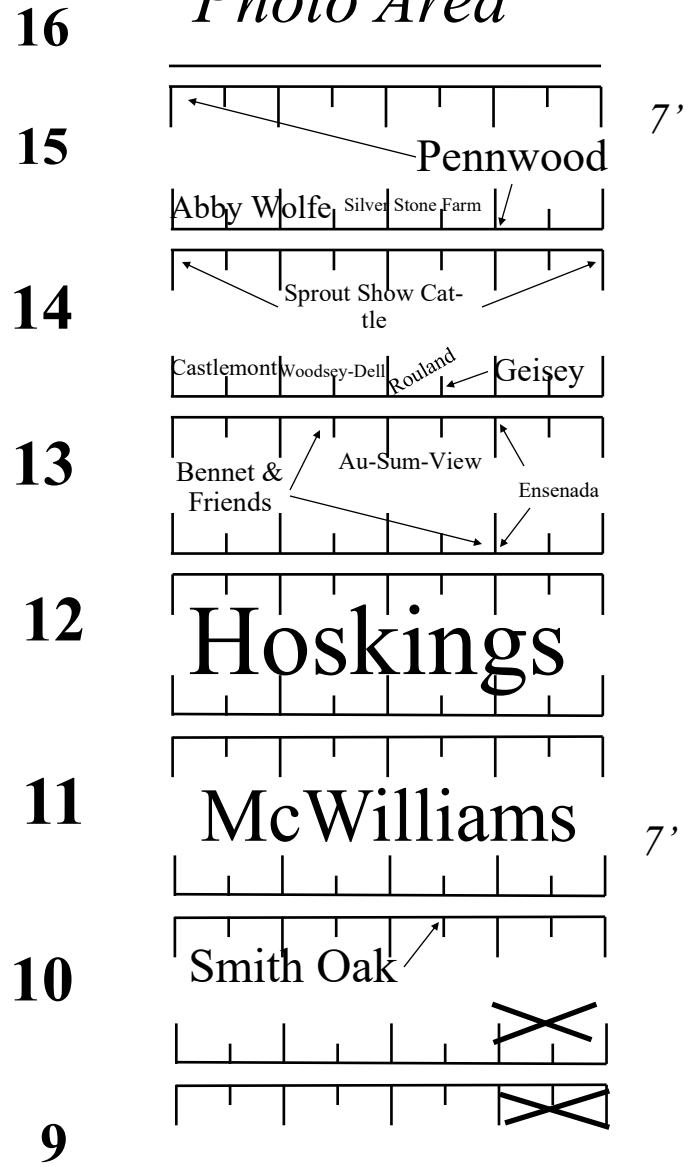 Photo Area
16
7’
15
Pennwood
Abby Wolfe
Silver Stone Farm
Sprout Show Cat-
tle
14
Castlemont
Woodsey-Dell
Rouland
Geisey
13
Au-Sum-View
Bennet &
Friends
Ensenada
12
Hoskings
11
McWilliams
7’
Smith Oak
10
9